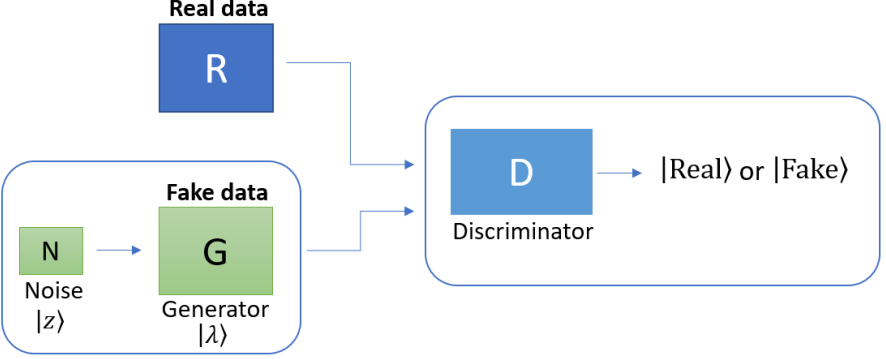 Real data
R
Fake data
N
G
Noise
|z⟩
Generator
|λ⟩
D
Discriminator
|Real⟩ or |Fake⟩